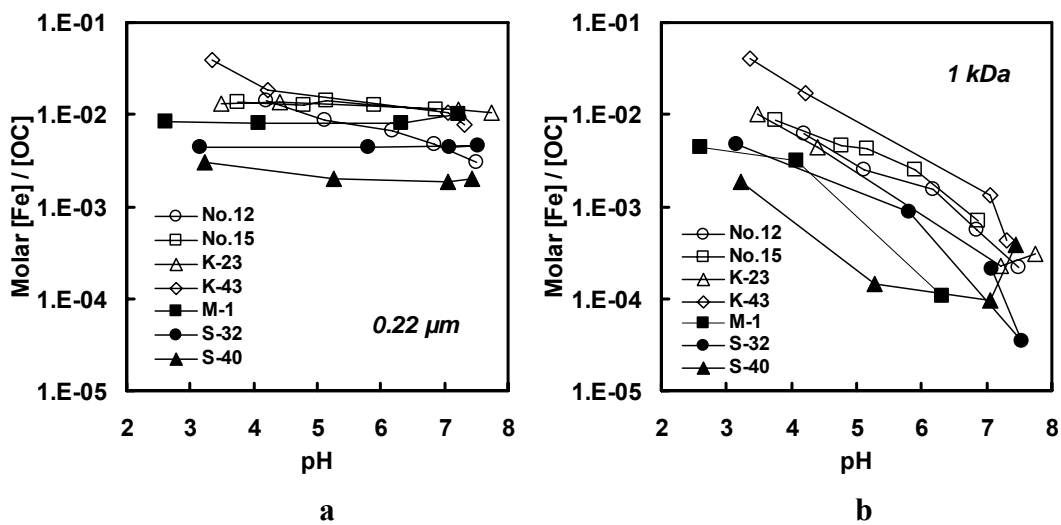 Molar [Fe] / [OC]
1.E-01
1.E-02
1.E-03
1.E-04
1.E-05
No.12
No.15
K-23
K-43
M-1
S-32
S-40
0.22 µm
2 3 4 5 6 7 8
pH
a
Molar [Fe] / [OC]
1.E-01
1.E-02
1.E-03
1.E-04
1.E-05
1 kDa
No.12
No.15
K-23
K-43
M-1
S-32
S-40
2 3 4 5 6 7 8
pH
b